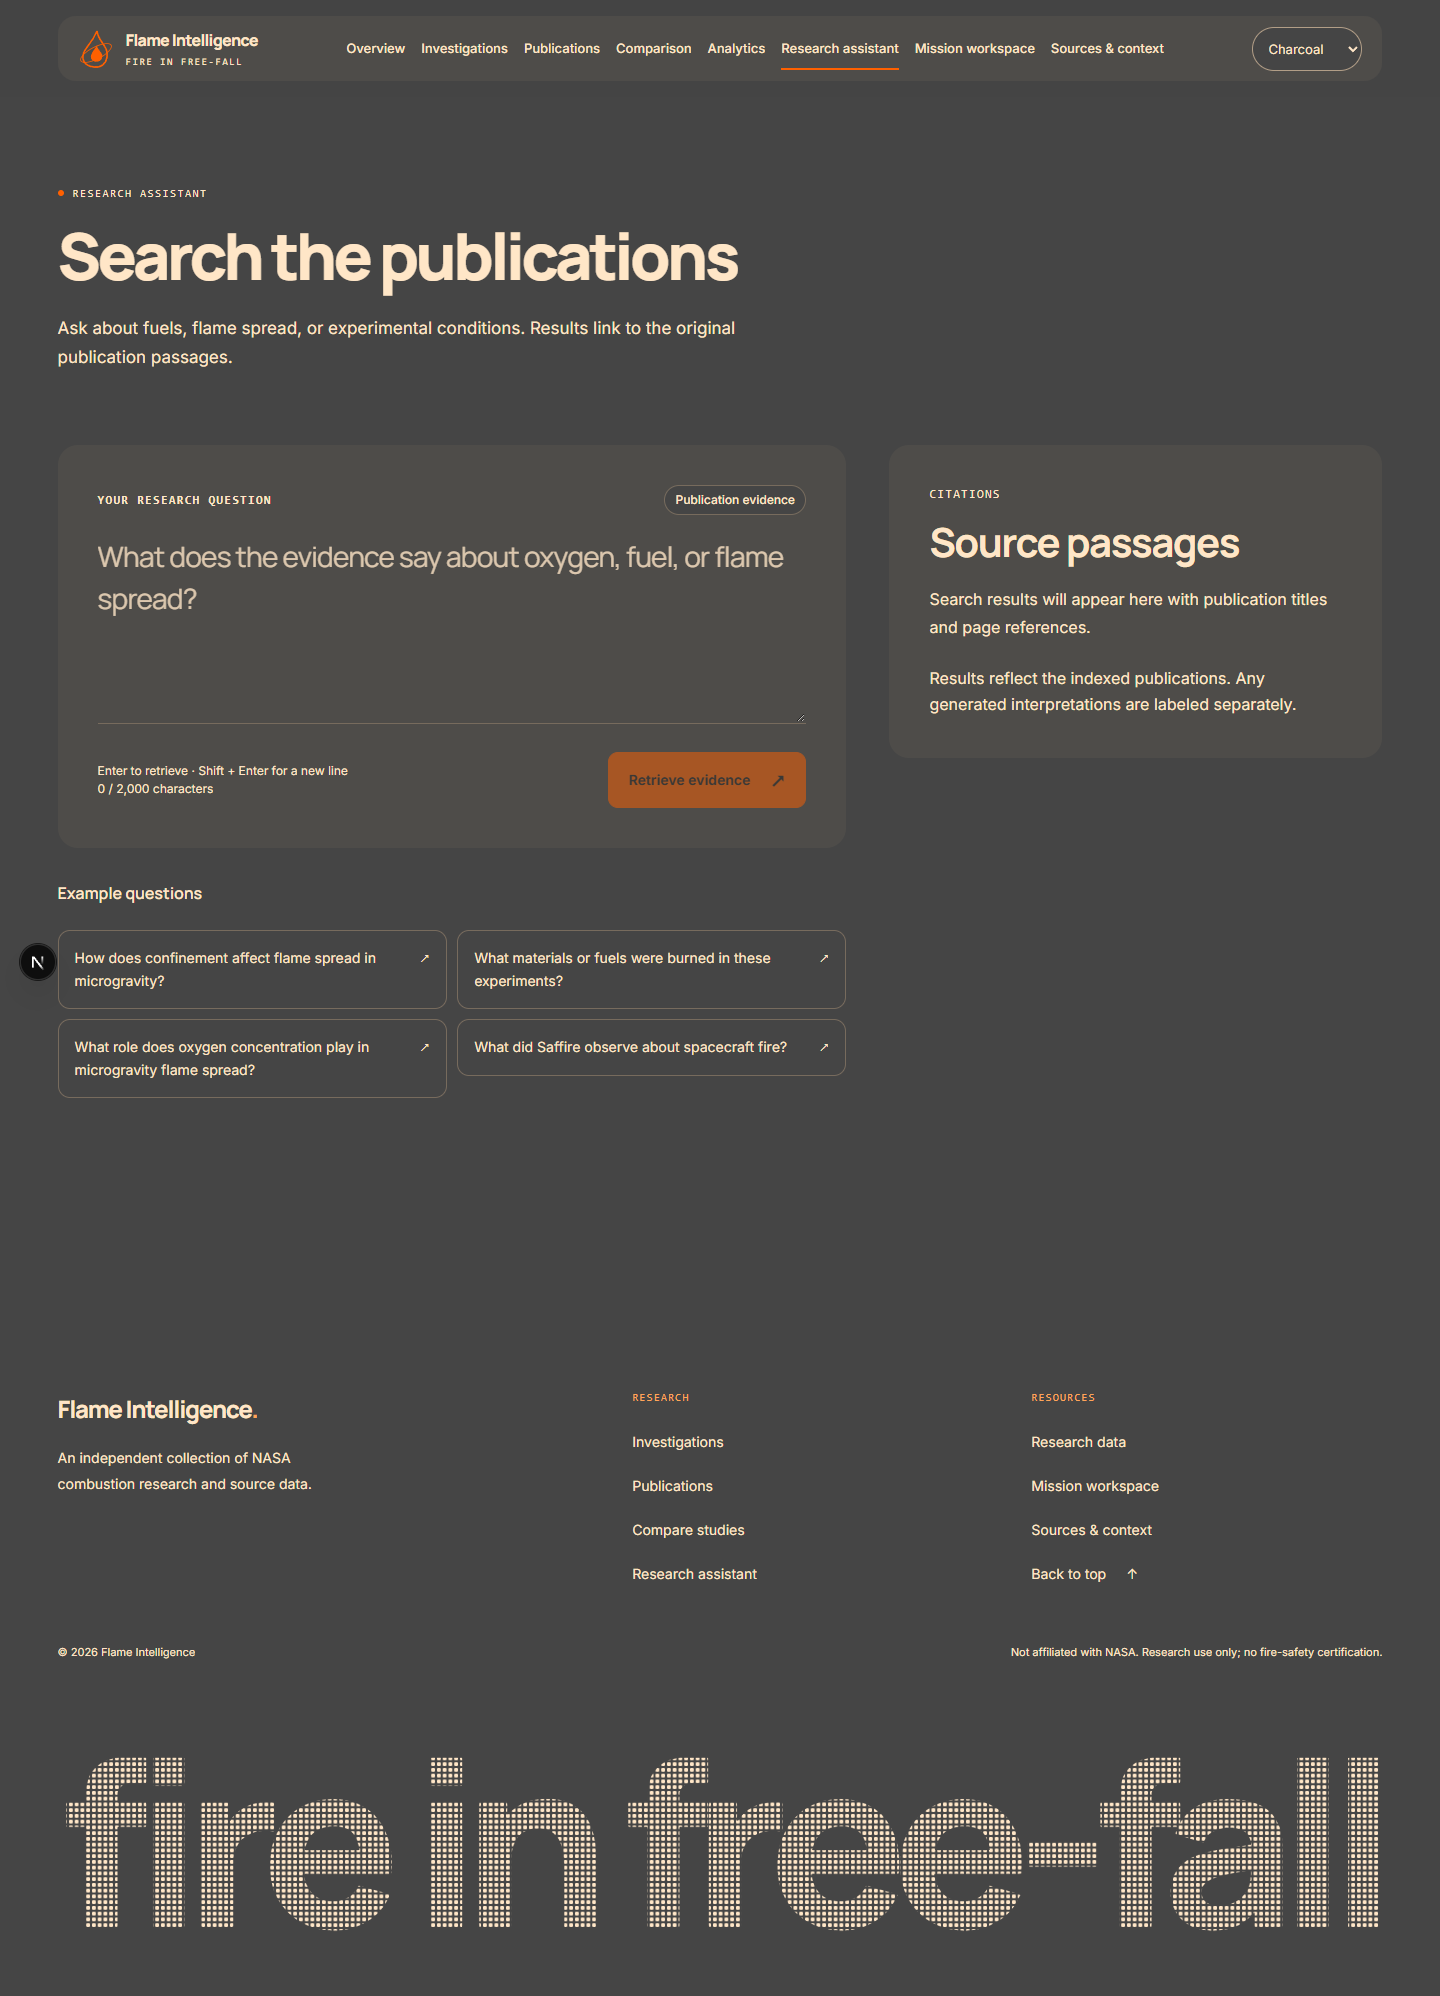 Flame Intelligence
FIRE IN FREE-FALL
Overview
Investigations
Publications
Comparison
Analytics
Research assistant
Mission workspace
Sources & context
Charcoal
RESEARCH ASSISTANT
Search the publications
Ask about fuels, flame spread, or experimental conditions. Results link to the original
publication passages.
YOUR RESEARCH QUESTION
Publication evidence
What does the evidence say about oxygen, fuel, or flame
spread?
Enter to retrieve · Shift + Enter for a new line
0 / 2,000 characters
Retrieve evidence ↗
CITATIONS
Source passages
Search results will appear here with publication titles
and page references.
Results reflect the indexed publications. Any
generated interpretations are labeled separately.
Example questions
How does confinement affect flame spread in ↗
microgravity?
What materials or fuels were burned in these ↗
experiments?
What role does oxygen concentration play in ↗
microgravity flame spread?
What did Saffire observe about spacecraft fire? ↗
N
Flame Intelligence.
An independent collection of NASA
combustion research and source data.
RESEARCH
Investigations
Publications
Compare studies
Research assistant
RESOURCES
Research data
Mission workspace
Sources & context
Back to top ↑
© 2026 Flame Intelligence
Not affiliated with NASA. Research use only; no fire-safety certification.
fire in free-fall